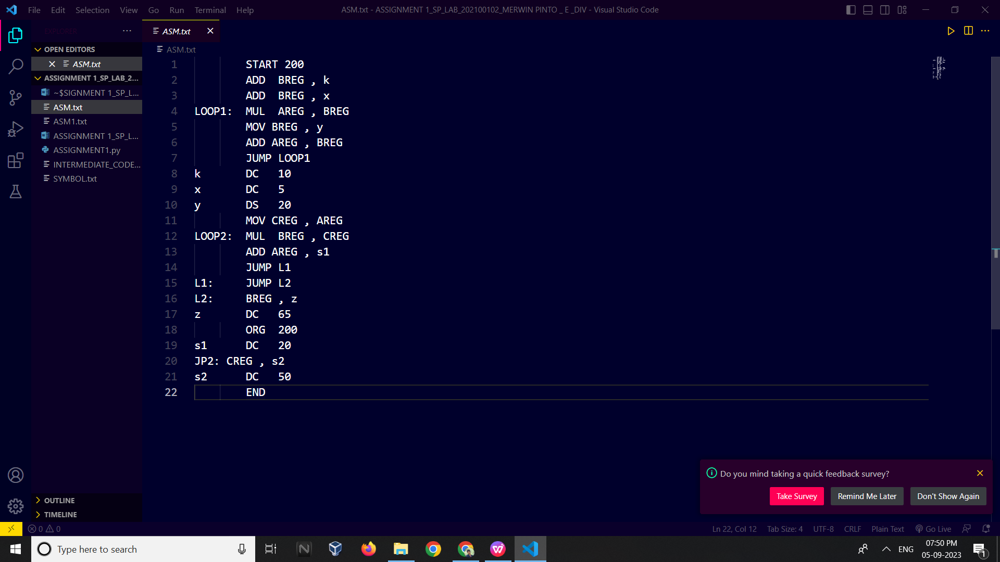 File Edit Selection View Go Run Terminal Help
ASM.txt - ASSIGNMENT 1_SP_LAB_202100102_MERWIN PINTO _ E _DIV - Visual Studio Code
EXPLORER
OPEN EDITORS
ASM.txt
ASSIGNMENT 1_SP_LAB_2...
~$SIGNMENT 1_SP_L...
ASM.txt
ASM1.txt
ASSIGNMENT 1_SP_L...
ASSIGNMENT1.py
INTERMEDIATE_CODE...
SYMBOL.txt
OUTLINE
TIMELINE
ASM.txt
ASM.txt
1 START 200
2 ADD BREG , k
3 ADD BREG , x
4 LOOP1: MUL AREG , BREG
5 MOV BREG , y
6 ADD AREG , BREG
7 JUMP LOOP1
8 k DC 10
9 x DC 5
10 y DS 20
11 MOV CREG , AREG
12 LOOP2: MUL BREG , CREG
13 ADD AREG , s1
14 JUMP L1
15 L1: JUMP L2
16 L2: BREG , z
17 z DC 65
18 ORG 200
19 s1 DC 20
20 JP2: CREG , s2
21 s2 DC 50
22 END
Do you mind taking a quick feedback survey?
Take Survey Remind Me Later Don't Show Again
0 0
Ln 22, Col 12 Tab Size: 4 UTF-8 CRLF Plain Text Go Live
Type here to search
ENG
07:50 PM
05-09-2023
1